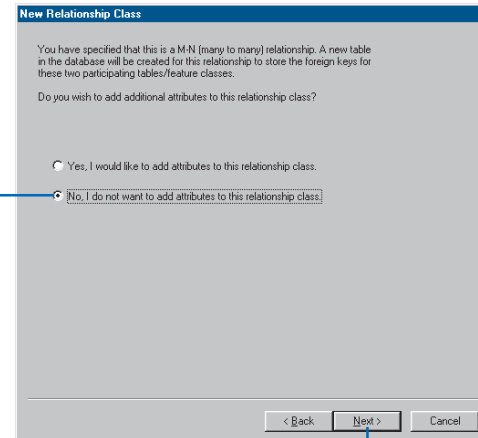 New Relationship Class
You have specified that this is a M-N (many to many) relationship. A new table
in the database will be created for this relationship to store the foreign keys for
these two participating tables/feature classes.
Do you wish to add additional attributes to this relationship class?
Yes, I would like to add attributes to this relationship class.
No, I do not want to add attributes to this relationship class.
< Back Next > Cancel